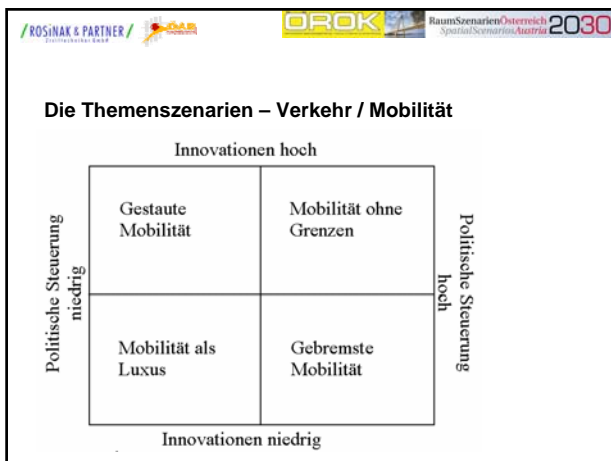 / ROSiNAK & PARTNER /
ÖROK
RaumSzenarienÖsterreich
SpatialScenariosAustria
2030
Die Themenszenarien – Verkehr / Mobilität
Innovationen hoch
Politische Steuerung
niedrig
Gestaute
Mobilität
Mobilität ohne
Grenzen
Politische Steuerung
hoch
Mobilität als
Luxus
Gebremste
Mobilität
Innovationen niedrig